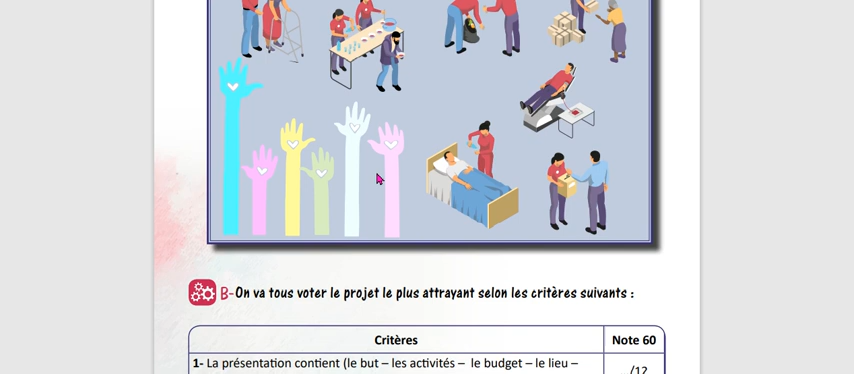 B-On va tous voter le projet le plus attrayant selon les critères suivants :
Critères Note 60
1- La présentation contient (le but – les activités – le budget – le lieu –
.../12